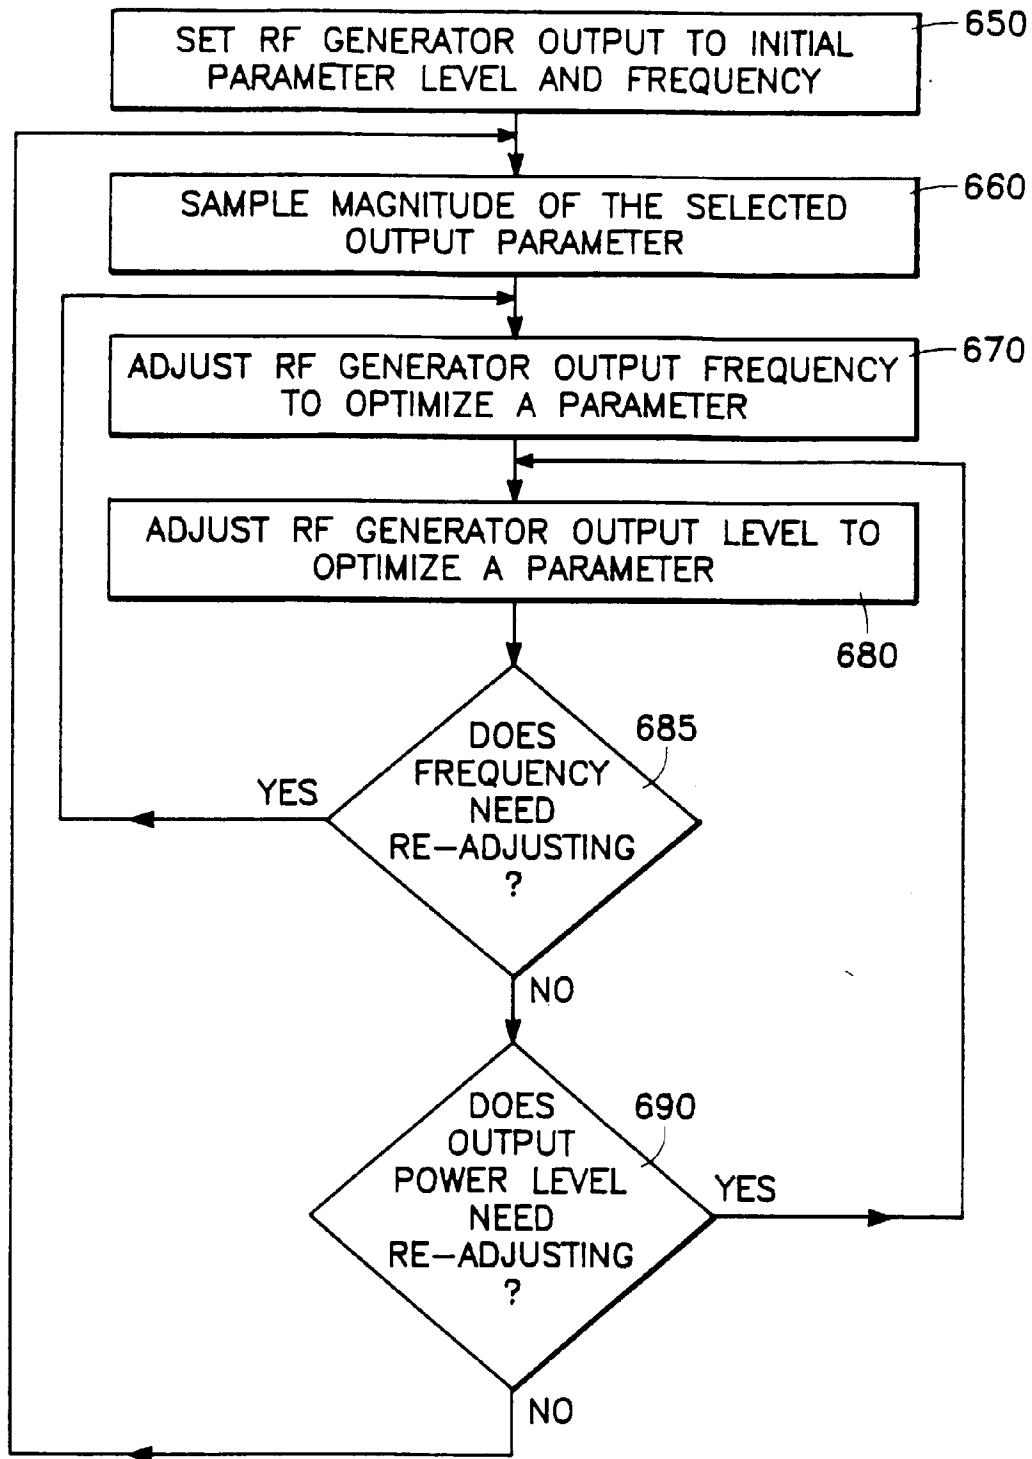 650
SET RF GENERATOR OUTPUT TO INITIAL
PARAMETER LEVEL AND FREQUENCY
660
SAMPLE MAGNITUDE OF THE SELECTED
OUTPUT PARAMETER
670
ADJUST RF GENERATOR OUTPUT FREQUENCY
TO OPTIMIZE A PARAMETER
ADJUST RF GENERATOR OUTPUT LEVEL TO
OPTIMIZE A PARAMETER
680
685
DOES
FREQUENCY
NEED
RE-ADJUSTING
?
YES
NO
690
DOES
OUTPUT
POWER LEVEL
NEED
RE-ADJUSTING
?
YES
NO